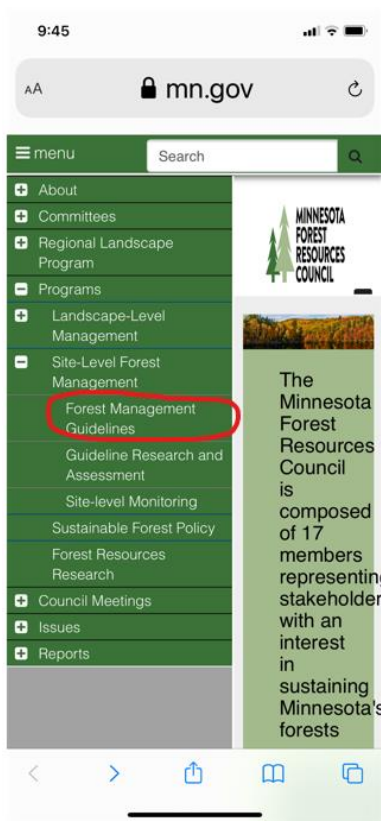 9:45
AA mn.gov
menu Search
About
Committees
Regional Landscape
Program
Programs
Landscape-Level
Management
Site-Level Forest
Management
Forest Management
Guidelines
Guideline Research and
Assessment
Site-level Monitoring
Sustainable Forest Policy
Forest Resources
Research
Council Meetings
Issues
Reports
MINNESOTA
FOREST
RESOURCES
COUNCIL
The
Minnesota
Forest
Resources
Council
is
composed
of 17
members
representing
stakeholder
with an
interest
in
sustaining
Minnesota's
forests